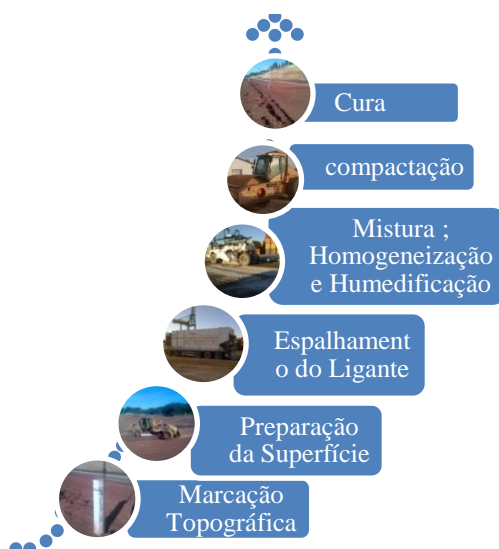 Cura
compactação
Mistura ;
Homogeneização
e Humedificação
Espalhament
o do Ligante
Preparação
da Superfície
Marcação
Topográfica